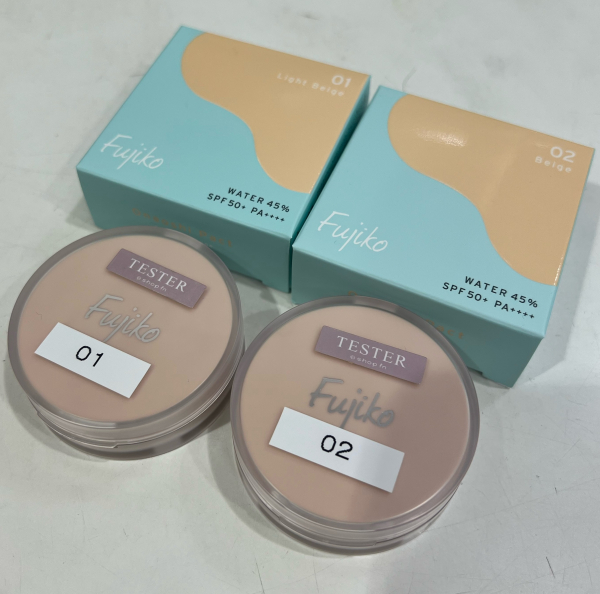 01
Light Beige
Fujiko
WATER 45%
SPF50+ PA++++
02
Beige
Fujiko
WATER 45%
SPF50+ PA++++
TESTER
Fujiko
01
TESTER
Fujiko
02